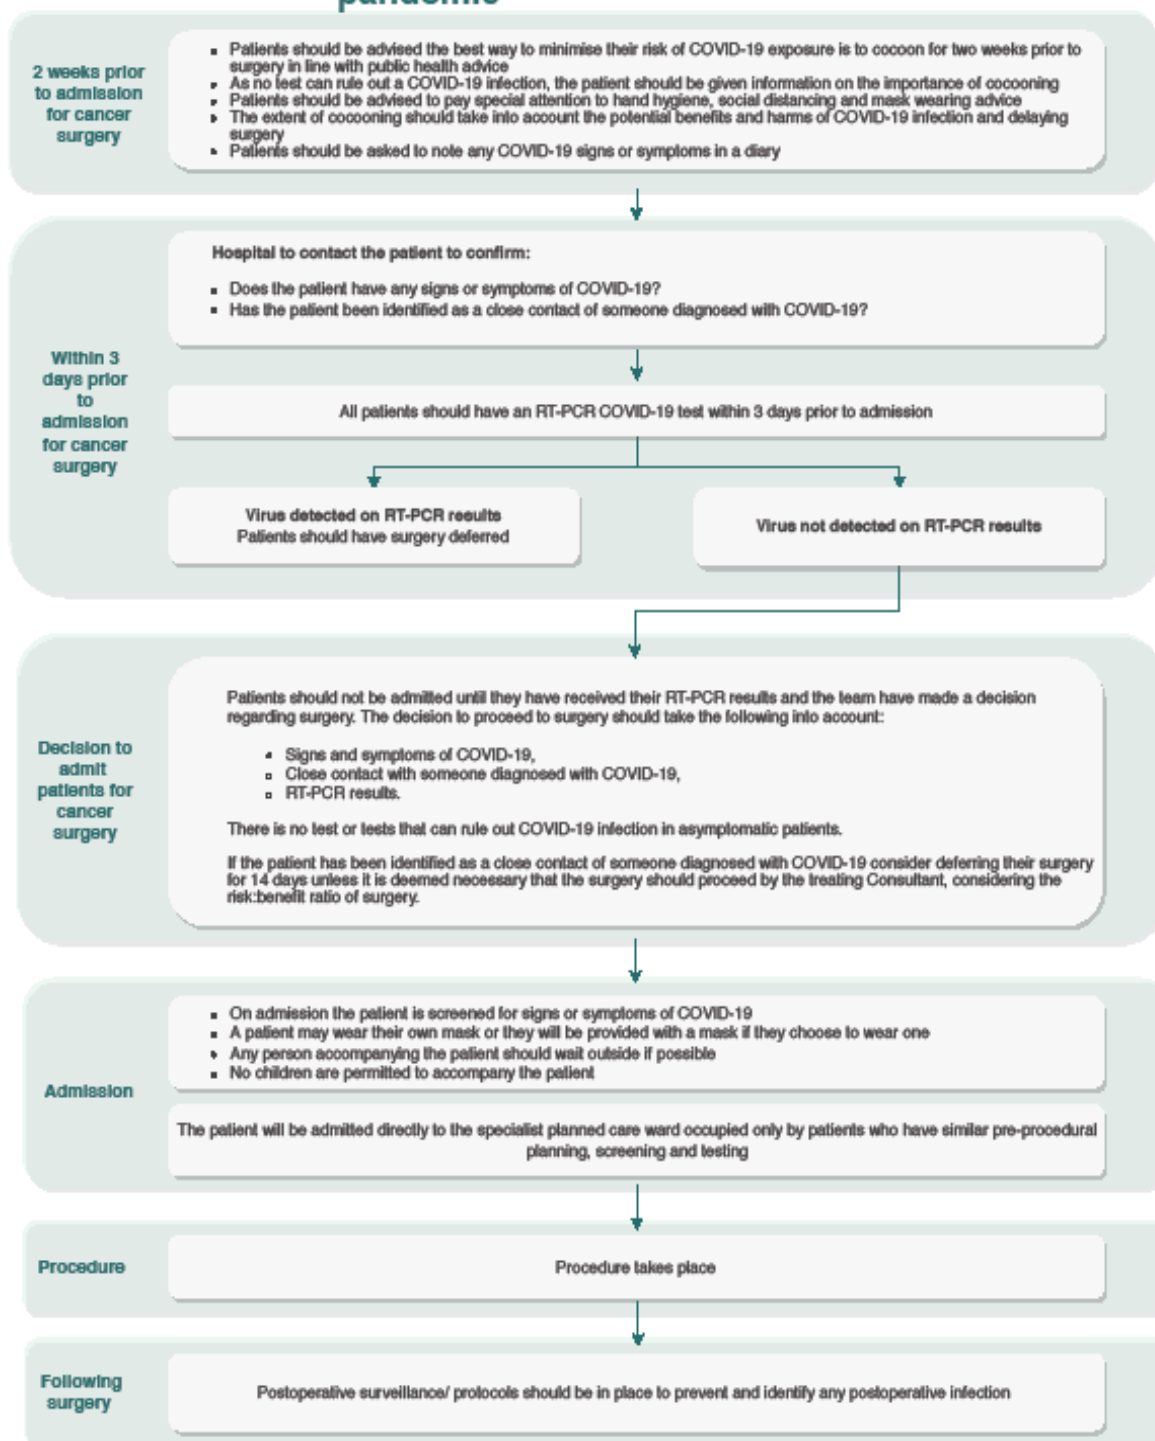 pandemic
2 weeks prior
to admission
for cancer
surgery
▪ Patients should be advised the best way to minimise their risk of COVID-19 exposure is to cocoon for two weeks prior to
surgery in line with public health advice
▪ As no test can rule out a COVID-19 infection, the patient should be given information on the importance of cocooning
▪ Patients should be advised to pay special attention to hand hygiene, social distancing and mask wearing advice
▪ The extent of cocooning should take into account the potential benefits and harms of COVID-19 infection and delaying
surgery
▪ Patients should be asked to note any COVID-19 signs or symptoms in a diary
Within 3
days prior
to
admission
for cancer
surgery
Hospital to contact the patient to confirm:
▪ Does the patient have any signs or symptoms of COVID-19?
▪ Has the patient been identified as a close contact of someone diagnosed with COVID-19?
All patients should have an RT-PCR COVID-19 test within 3 days prior to admission
Virus detected on RT-PCR results
Patients should have surgery deferred
Virus not detected on RT-PCR results
Decision to
admit
patients for
cancer
surgery
Patients should not be admitted until they have received their RT-PCR results and the team have made a decision
regarding surgery. The decision to proceed to surgery should take the following into account:
▪ Signs and symptoms of COVID-19,
▫ Close contact with someone diagnosed with COVID-19,
▫ RT-PCR results.
There is no test or tests that can rule out COVID-19 infection in asymptomatic patients.
If the patient has been identified as a close contact of someone diagnosed with COVID-19 consider deferring their surgery
for 14 days unless it is deemed necessary that the surgery should proceed by the treating Consultant, considering the
risk:benefit ratio of surgery.
Admission
▪ On admission the patient is screened for signs or symptoms of COVID-19
▪ A patient may wear their own mask or they will be provided with a mask if they choose to wear one
▪ Any person accompanying the patient should wait outside if possible
▪ No children are permitted to accompany the patient
The patient will be admitted directly to the specialist planned care ward occupied only by patients who have similar pre-procedural
planning, screening and testing
Procedure
Procedure takes place
Following
surgery
Postoperative surveillance/ protocols should be in place to prevent and identify any postoperative infection